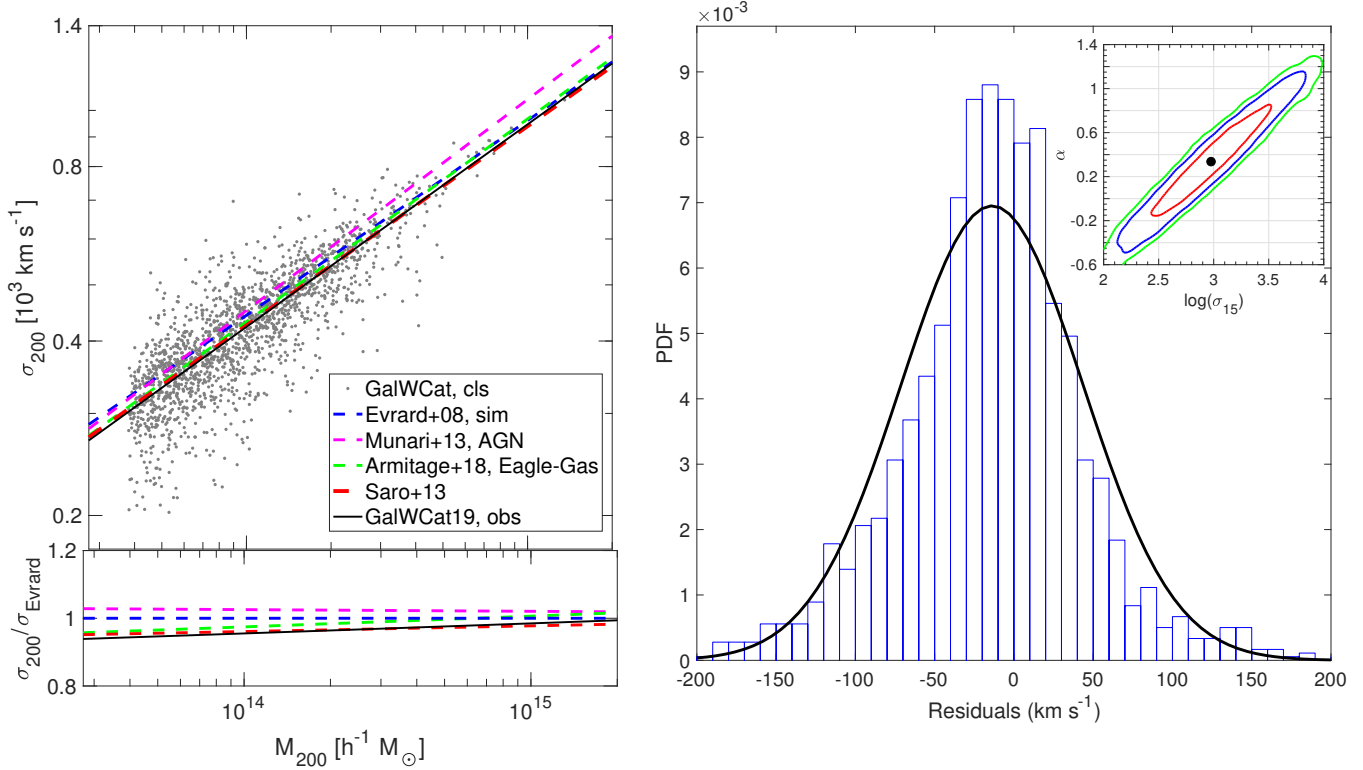 1.4
0.8
0.4
0.2
σ200 [10³ km s⁻¹]
GalWCat, cls
Evrard+08, sim
Munari+13, AGN
Armitage+18, Eagle-Gas
Saro+13
GalWCat19, obs
1.2
1
0.8
σ200/σEvrard
10¹⁴ 10¹⁵
M200 [h⁻¹ M⊙]
×10⁻³
9
8
7
6
5
4
3
2
1
0
PDF
-200 -150 -100 -50 0 50 100 150 200
Residuals (km s⁻¹)
1.4
1
0.6
0.2
-0.2
-0.6
α
2 2.5 3 3.5 4
log(σ15)